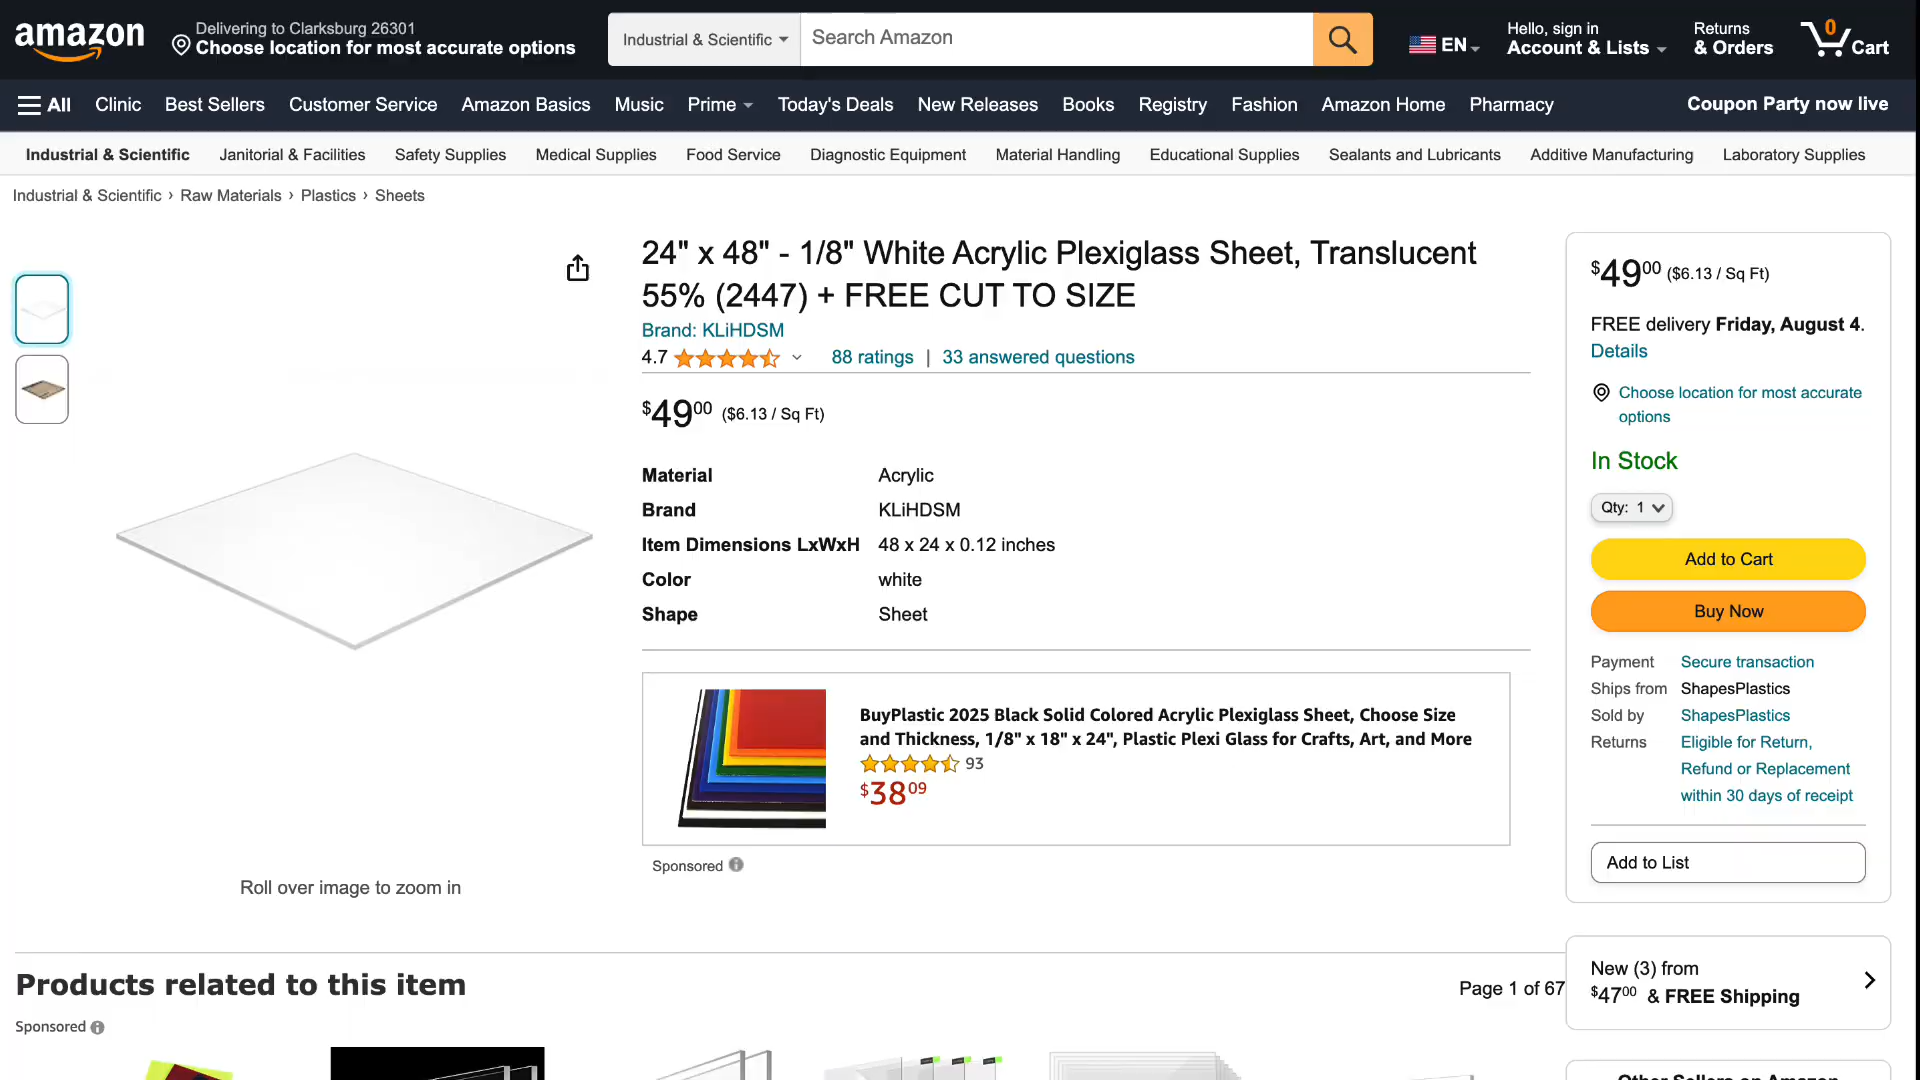 amazon
Delivering to Clarksburg 26301
Choose location for most accurate options
Industrial & Scientific
Search Amazon
EN
Hello, sign in
Account & Lists
Returns
& Orders
0
Cart
All
Clinic
Best Sellers
Customer Service
Amazon Basics
Music
Prime
Today's Deals
New Releases
Books
Registry
Fashion
Amazon Home
Pharmacy
Coupon Party now live
Industrial & Scientific
Janitorial & Facilities
Safety Supplies
Medical Supplies
Food Service
Diagnostic Equipment
Material Handling
Educational Supplies
Sealants and Lubricants
Additive Manufacturing
Laboratory Supplies
Industrial & Scientific › Raw Materials › Plastics › Sheets
24" x 48" - 1/8" White Acrylic Plexiglass Sheet, Translucent
55% (2447) + FREE CUT TO SIZE
Brand: KLiHDSM
4.7
88 ratings | 33 answered questions
$4900 ($6.13 / Sq Ft)
Material Acrylic
Brand KLiHDSM
Item Dimensions LxWxH 48 x 24 x 0.12 inches
Color white
Shape Sheet
BuyPlastic 2025 Black Solid Colored Acrylic Plexiglass Sheet, Choose Size
and Thickness, 1/8" x 18" x 24", Plastic Plexi Glass for Crafts, Art, and More
93
$3809
Sponsored
Roll over image to zoom in
$4900 ($6.13 / Sq Ft)
FREE delivery Friday, August 4.
Details
Choose location for most accurate
options
In Stock
Qty: 1
Add to Cart
Buy Now
Payment Secure transaction
Ships from ShapesPlastics
Sold by ShapesPlastics
Returns Eligible for Return,
Refund or Replacement
within 30 days of receipt
Add to List
New (3) from
$4700 & FREE Shipping
Other Sellers on Amazon
Products related to this item
Page 1 of 67
Sponsored